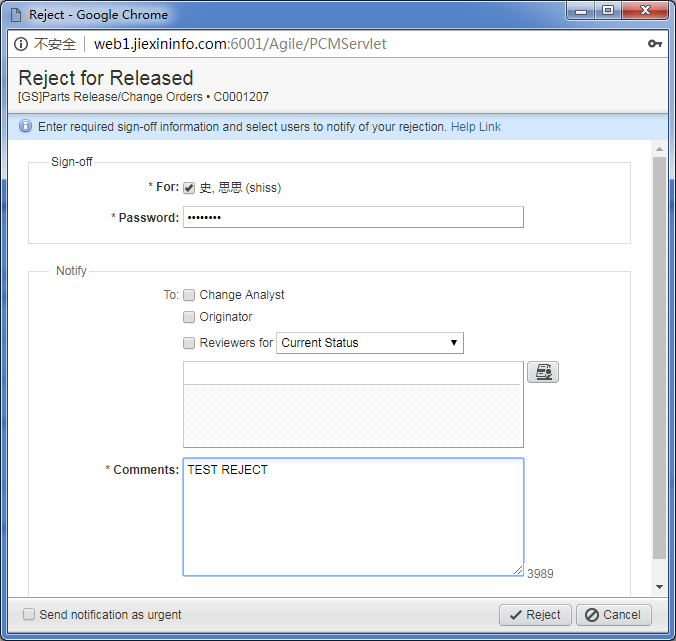 Reject - Google Chrome
不安全 web1.jiexininfo.com:6001/Agile/PCMServlet
Reject for Released
[GS]Parts Release/Change Orders • C0001207
Enter required sign-off information and select users to notify of your rejection. Help Link
Sign-off
* For: 史, 思思 (shiss)
* Password: ••••••••
Notify
To: Change Analyst
Originator
Reviewers for Current Status
* Comments: TEST REJECT
3989
Send notification as urgent Reject Cancel